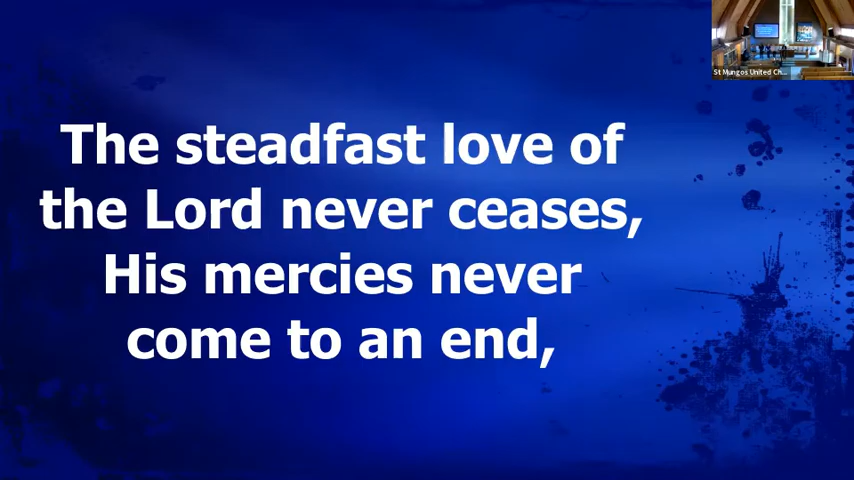 The steadfast love of
the Lord never ceases,
His mercies never
come to an end,
St Mungos United Ch...